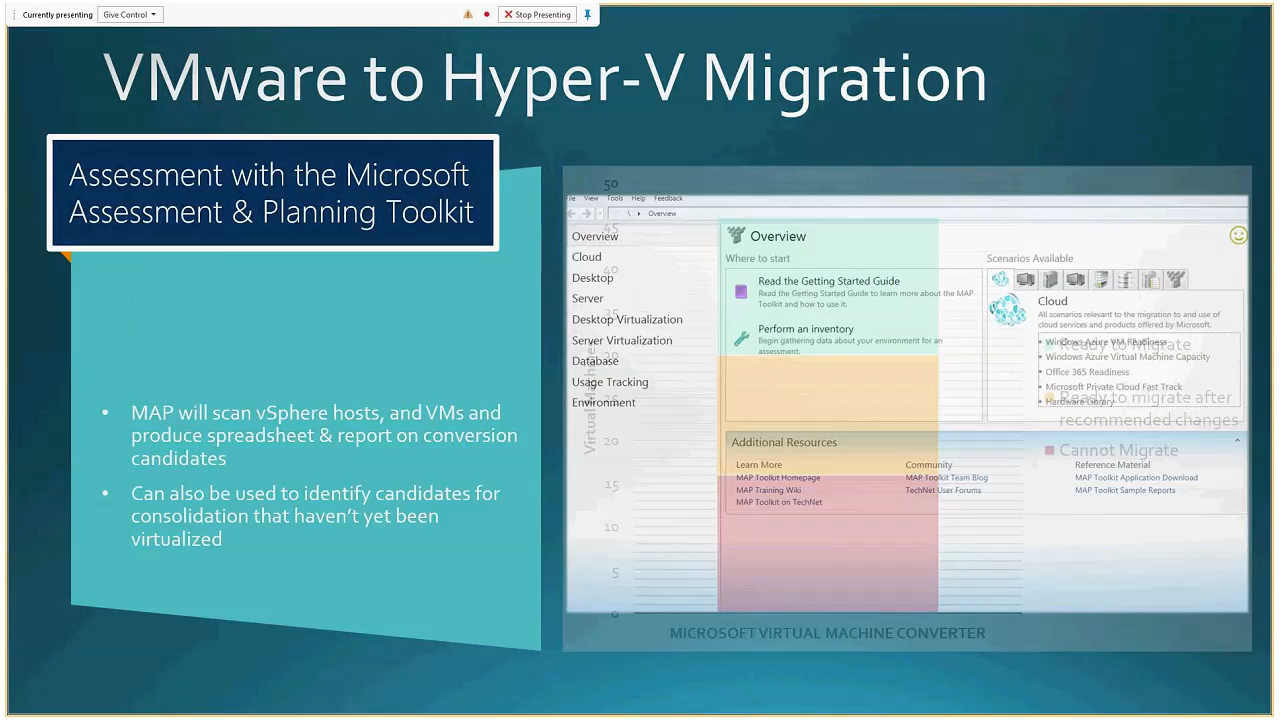 Currently presenting
Give Control
Stop Presenting
VMware to Hyper-V Migration
Assessment with the Microsoft
Assessment & Planning Toolkit
• MAP will scan vSphere hosts, and VMs and
produce spreadsheet & report on conversion
candidates
• Can also be used to identify candidates for
consolidation that haven't yet been
virtualized
50
File View Tools Help Feedback
\ Overview
45
40
35
30
20
15
10
5
0
Virtual Machines
Overview
Cloud
Desktop
Server
Desktop Virtualization
Server Virtualization
Database
Usage Tracking
Environment
Overview
Where to start
Read the Getting Started Guide
Read the Getting Started Guide to learn more about the MAP
Toolkit and how to use it.
Perform an inventory
Begin gathering data about your environment for an
assessment.
Scenarios Available
Cloud
All scenarios relevant to the migration to and use of
cloud services and products offered by Microsoft.
• Windows Azure VM Readiness
• Windows Azure Virtual Machine Capacity
• Office 365 Readiness
• Microsoft Private Cloud Fast Track
• Hardware Library
Ready to Migrate
Ready to migrate after
recommended changes
Cannot Migrate
Additional Resources
Learn More
MAP Toolkit Homepage
MAP Training Wiki
MAP Toolkit on TechNet
Community
MAP Toolkit Team Blog
TechNet User Forums
Reference Material
MAP Toolkit Application Download
MAP Toolkit Sample Reports
MICROSOFT VIRTUAL MACHINE CONVERTER